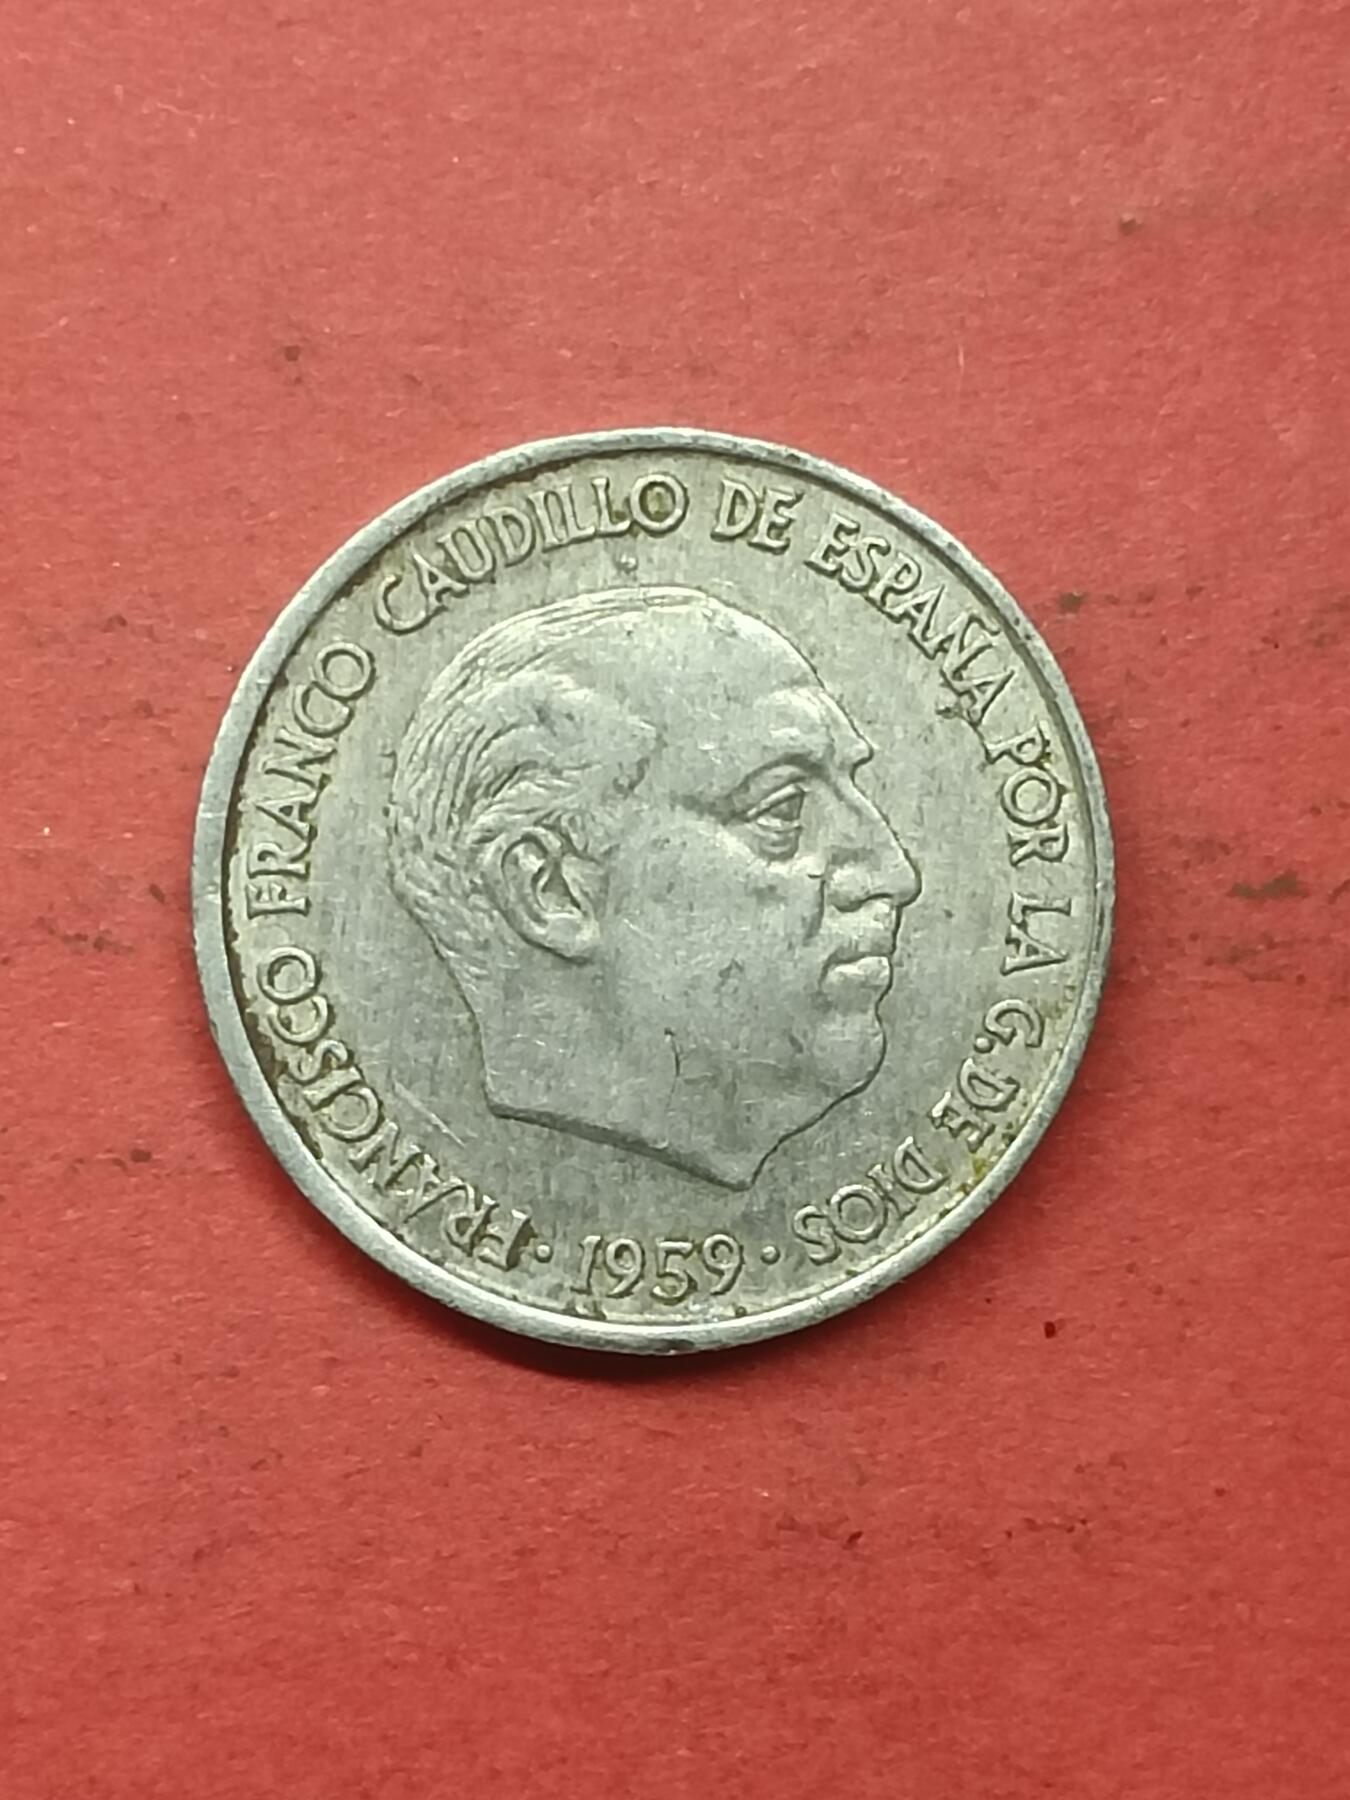 FRANCISCO FRANCO CAUDILLO DE ESPAÑA POR LA G. DE DIOS
· 1959 ·